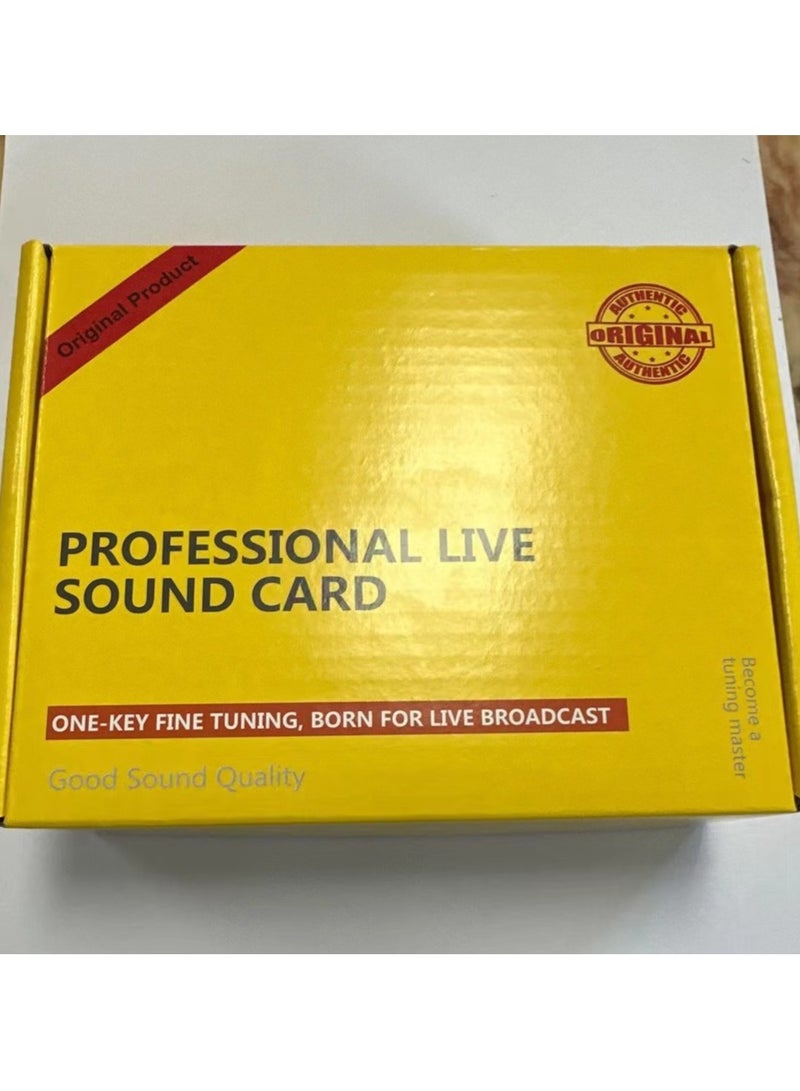 Original Product
AUTHENTIC
ORIGINAL
AUTHENTIC
PROFESSIONAL LIVE
SOUND CARD
ONE-KEY FINE TUNING, BORN FOR LIVE BROADCAST
Good Sound Quality
Become a
tuning master